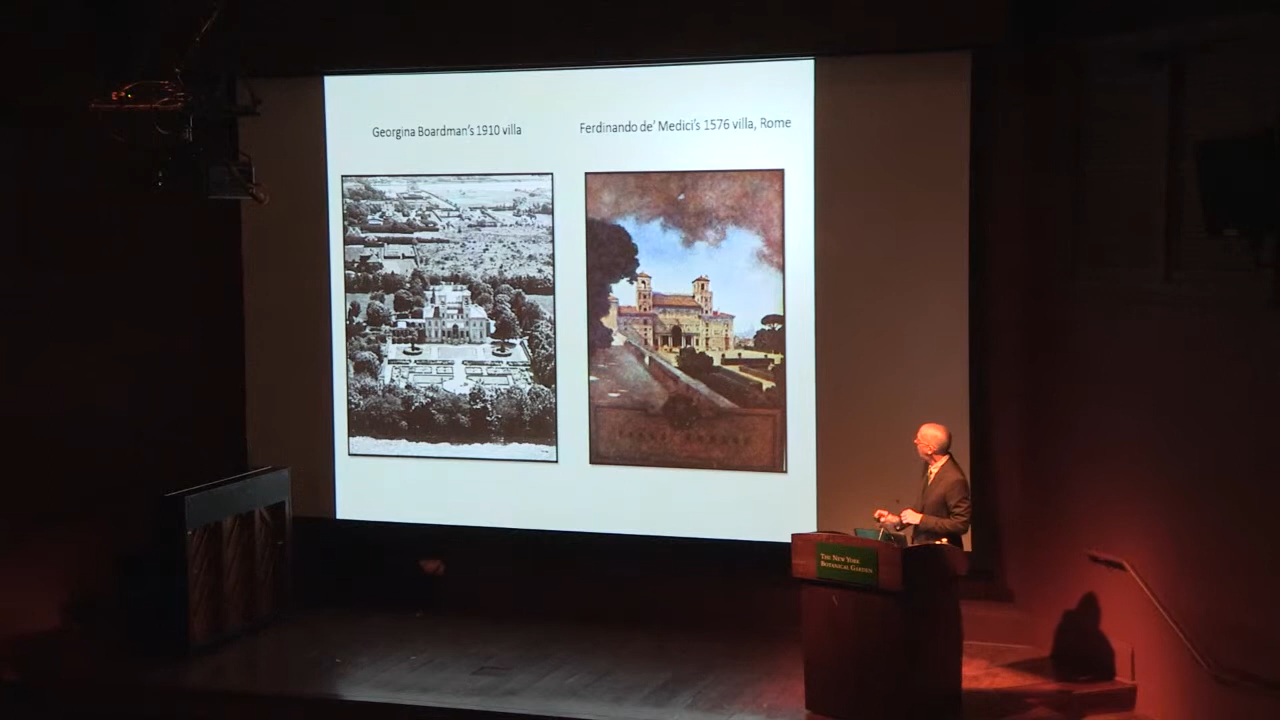 Georgina Boardman's 1910 villa
Ferdinando de' Medici's 1576 villa, Rome
THE NEW YORK
BOTANICAL GARDEN